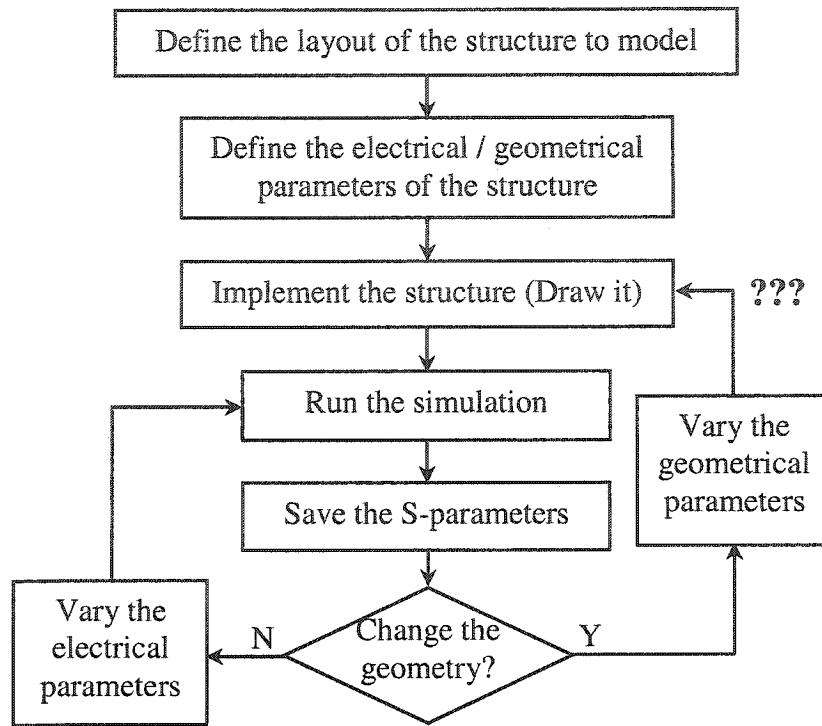 Define the layout of the structure to model
Define the electrical / geometrical
parameters of the structure
Implement the structure (Draw it)
???
Run the simulation
Vary the
geometrical
parameters
Save the S-parameters
Vary the
electrical
parameters
N
Change the
geometry?
Y